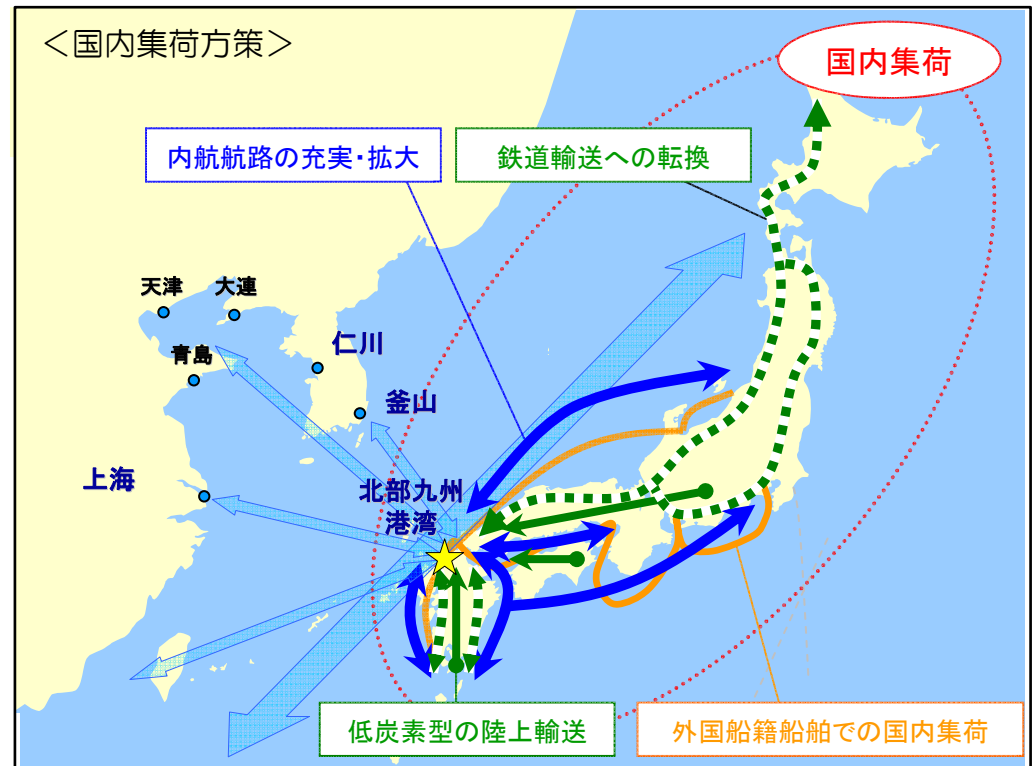 <国内集荷方策>
国内集荷
内航航路の充実・拡大
鉄道輸送への転換
天津
大連
仁川
青島
釜山
上海
北部九州
港湾
低炭素型の陸上輸送
外国船籍船舶での国内集荷